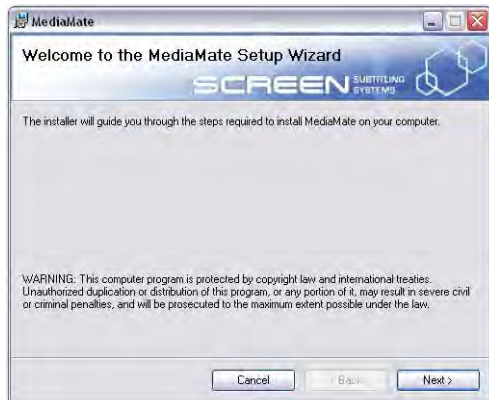 MediaMate
Welcome to the MediaMate Setup Wizard
SCREEN SUBTITLING SYSTEMS
The installer will guide you through the steps required to install MediaMate on your computer.
WARNING: This computer program is protected by copyright law and international treaties.
Unauthorized duplication or distribution of this program, or any portion of it, may result in severe civil
or criminal penalties, and will be prosecuted to the maximum extent possible under the law.
Cancel
< Back
Next >